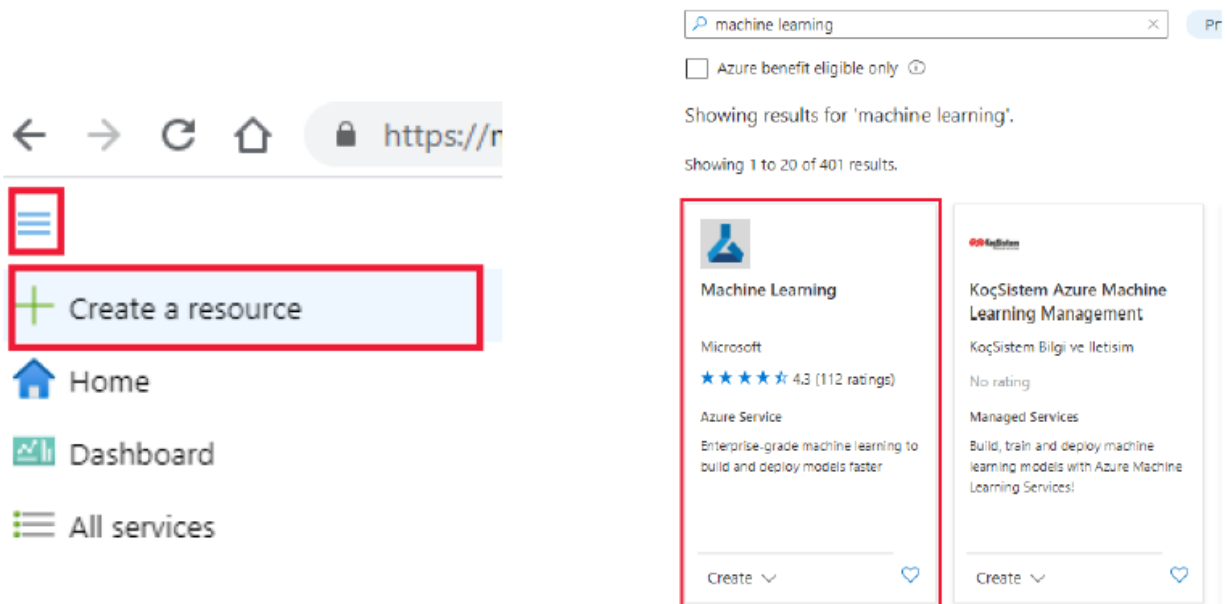 https://
Create a resource
Home
Dashboard
All services
machine learning
Pr
Azure benefit eligible only
Showing results for 'machine learning'.
Showing 1 to 20 of 401 results.
Machine Learning
Microsoft
4.3 (112 ratings)
Azure Service
Enterprise-grade machine learning to
build and deploy models faster
Create
KoçSistem
KoçSistem Azure Machine
Learning Management
KoçSistem Bilgi ve Iletisim
No rating
Managed Services
Build, train and deploy machine
learning models with Azure Machine
Learning Services!
Create